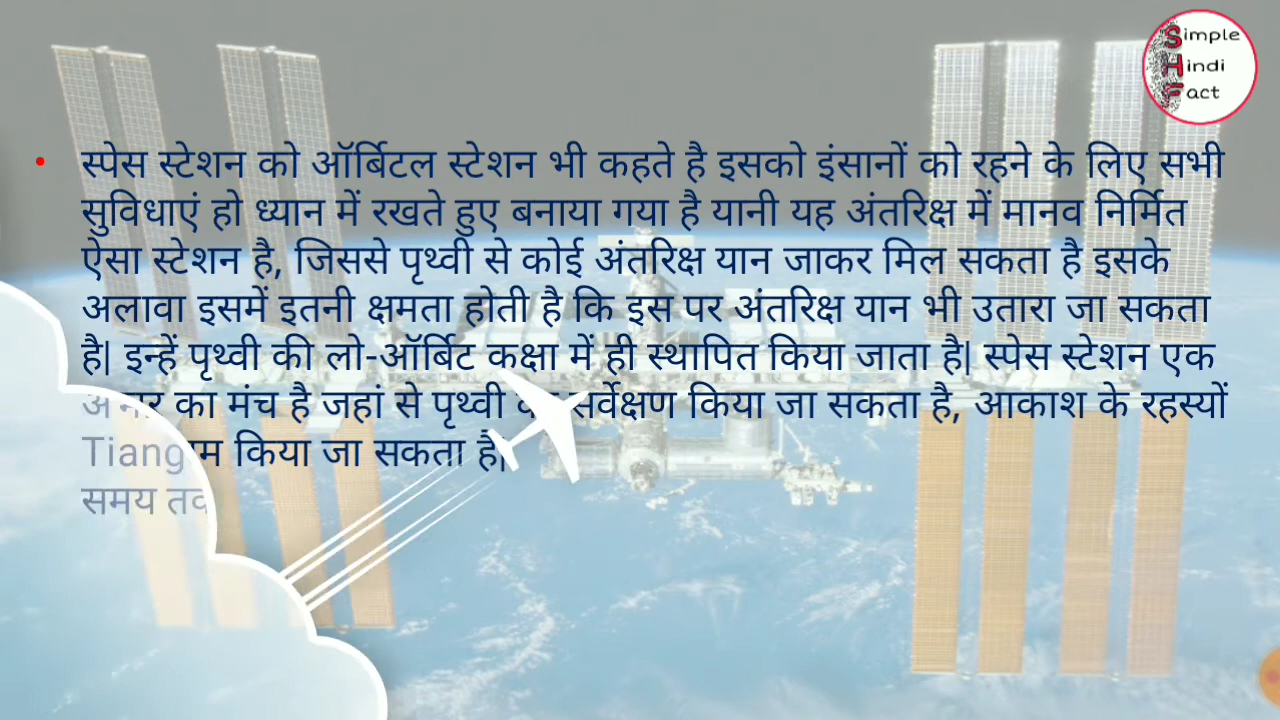 Simple
Hindi
Fact
स्पेस स्टेशन को ऑर्बिटल स्टेशन भी कहते है इसको इंसानों को रहने के लिए सभी
सुविधाएं हो ध्यान में रखते हुए बनाया गया है यानी यह अंतरिक्ष में मानव निर्मित
ऐसा स्टेशन है, जिससे पृथ्वी से कोई अंतरिक्ष यान जाकर मिल सकता है इसके
अलावा इसमें इतनी क्षमता होती है कि इस पर अंतरिक्ष यान भी उतारा जा सकता
है| इन्हें पृथ्वी की लो-ऑर्बिट कक्षा में ही स्थापित किया जाता है| स्पेस स्टेशन एक
का मंच है जहां से पृथ्वी सर्वेक्षण किया जा सकता है, आकाश के रहस्यों
Tiang किया जा सकता है|
समय